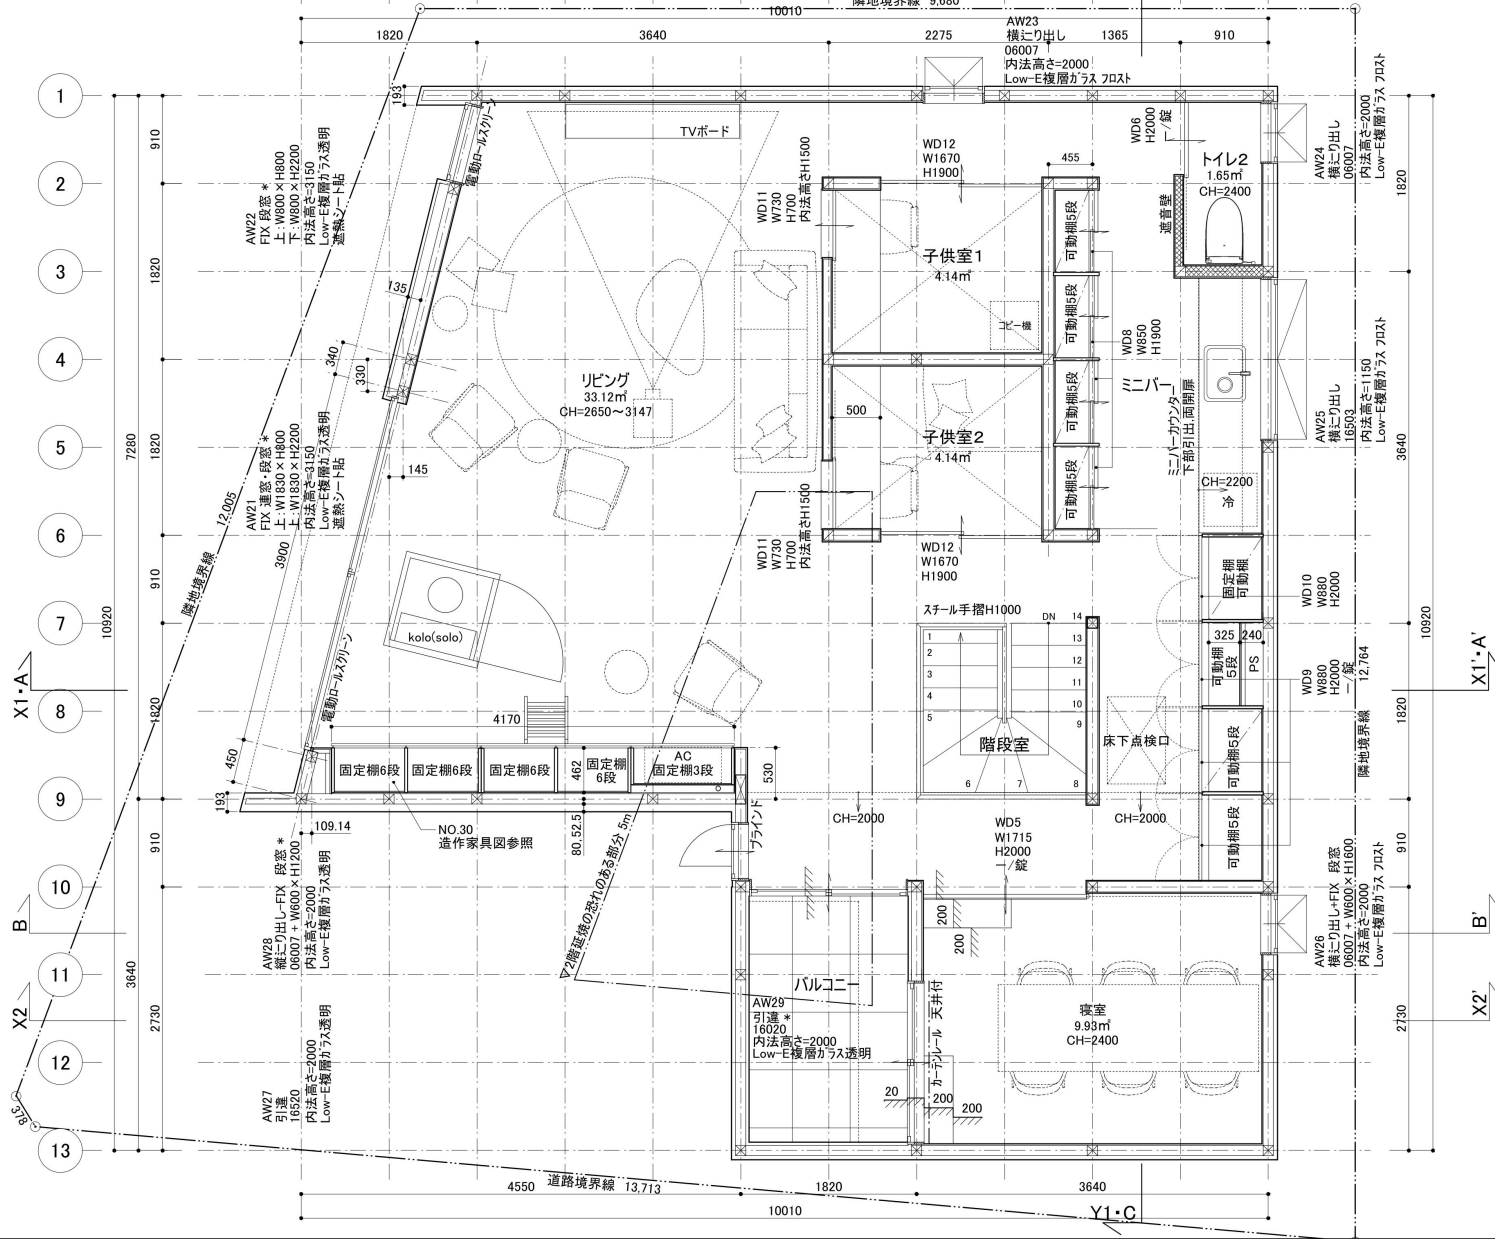 隣地境界線 9,680
10010
1820
3640
2275
1365
910
AW23
横辷り出し
06007
内法高さ=2000
Low-E複層ガラス フロスト
1
2
3
4
5
6
7
8
9
10
11
12
13
10920
7280
3640
910
1820
1820
910
1820
910
2730
193
電動ロールスクリーン
TVボード
AW22
FIX 段窓 *
上：W800×H800
下：W800×H2200
内法高さ=3150
Low-E複層ガラス透明
遮熱シート貼
WD11
W730
H700
内法高さH1500
WD12
W1670
H1900
455
WD6
H2000
一/錠
トイレ2
1.65㎡
CH=2400
遮音壁
AW24
横辷り出し
06007
内法高さ=2000
Low-E複層ガラス フロスト
子供室1
4.14㎡
コピー機
可動棚5段
可動棚5段
可動棚5段
可動棚5段
WD8
W850
H1900
135
340
330
145
リビング
33.12㎡
CH=2650～3147
500
子供室2
4.14㎡
ミニバー
ミニバーカウンター
下部引出,両開扉
CH=2200
冷
AW25
横辷り出し
16503
内法高さ=1150
Low-E複層ガラス フロスト
AW21
FIX 連窓・段窓 *
上：W1830×H800
上：W1830×H2200
内法高さ=3150
Low-E複層ガラス透明
遮熱シート貼
12,005
隣地境界線
3900
WD11
W730
H700
内法高さH1500
WD12
W1670
H1900
固定棚
可動棚
WD10
W880
H2000
kolo(solo)
スチール手摺H1000
DN
14
13
12
11
10
9
8
7
6
5
4
3
2
1
階段室
325
240
可動棚
5段
PS
WD9
W880
H2000
一/錠
12,764
隣地境界線
X1・A
X1'・A'
電動ロールスクリーン
4170
450
193
固定棚6段
固定棚6段
固定棚6段
462
固定棚
6段
AC
固定棚3段
530
床下点検口
可動棚5段
可動棚5段
109.14
NO.30
造作家具図参照
80,52.5
ブラインド
CH=2000
WD5
W1715
H2000
一/錠
CH=2000
▽2階延焼の恐れのある部分 5m
AW28
縦辷り出し-FIX 段窓 *
06007 + W600×H1200
内法高さ=2000
Low-E複層ガラス透明
200
200
AW26
横辷り出し+FIX 段窓
06007 + W600×H1600
内法高さ=2000
Low-E複層ガラス フロスト
B
B'
X2
X2'
バルコニー
AW29
引違 *
16020
内法高さ=2000
Low-E複層ガラス透明
カーテンレール 天井付
寝室
9.93㎡
CH=2400
20
200
200
AW27
引違
16520
内法高さ=2000
Low-E複層ガラス透明
378
1820
3640
1820
910
2730
10920
道路境界線 13,713
4550
1820
3640
10010
Y1・C